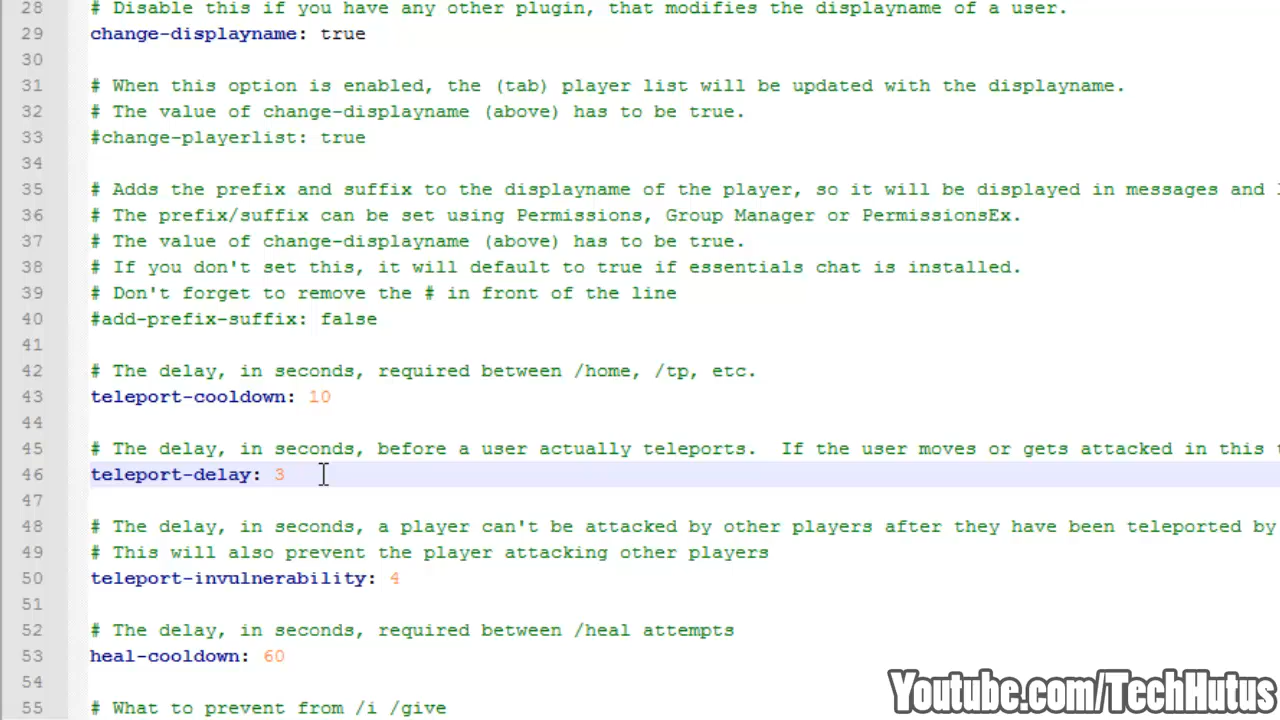 28 # Disable this if you have any other plugin, that modifies the displayname of a user.
29 change-displayname: true
30
31 # When this option is enabled, the (tab) player list will be updated with the displayname.
32 # The value of change-displayname (above) has to be true.
33 #change-playerlist: true
34
35 # Adds the prefix and suffix to the displayname of the player, so it will be displayed in messages and
36 # The prefix/suffix can be set using Permissions, Group Manager or PermissionsEx.
37 # The value of change-displayname (above) has to be true.
38 # If you don't set this, it will default to true if essentials chat is installed.
39 # Don't forget to remove the # in front of the line
40 #add-prefix-suffix: false
41
42 # The delay, in seconds, required between /home, /tp, etc.
43 teleport-cooldown: 10
44
45 # The delay, in seconds, before a user actually teleports.  If the user moves or gets attacked in this
46 teleport-delay: 3
47
48 # The delay, in seconds, a player can't be attacked by other players after they have been teleported by
49 # This will also prevent the player attacking other players
50 teleport-invulnerability: 4
51
52 # The delay, in seconds, required between /heal attempts
53 heal-cooldown: 60
54
55 # What to prevent from /i /give
Youtube.com/TechHutus